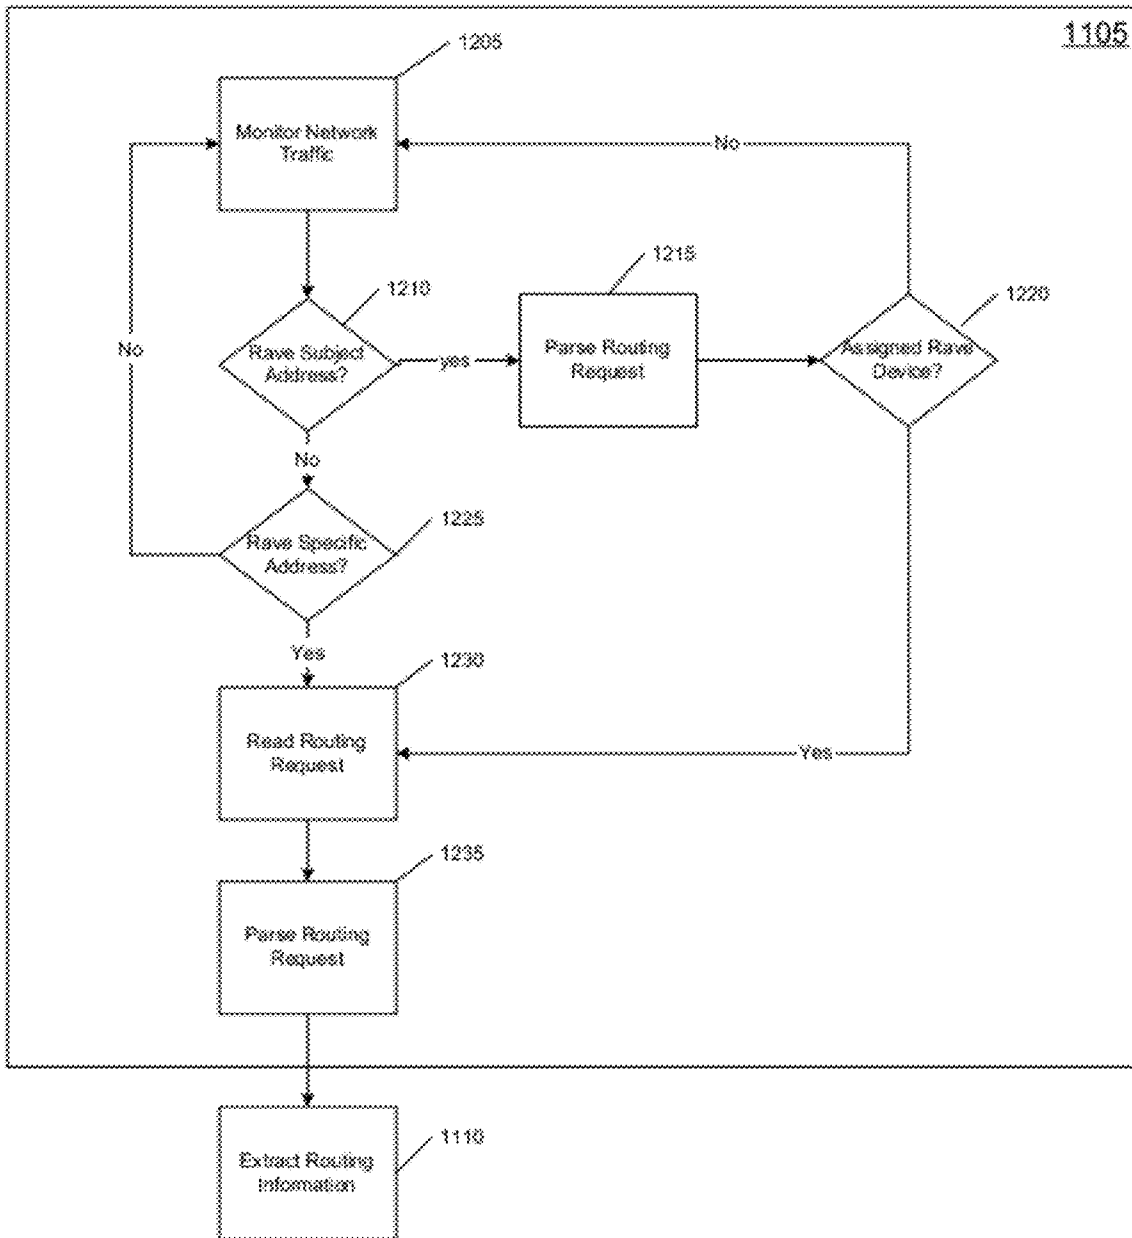 1105
1205
Monitor Network
Traffic
No
1210
1215
1220
No
Rave Subject
Address?
yes
Parse Routing
Request
Assigned Rave
Device?
No
1225
Rave Specific
Address?
Yes
1230
Read Routing
Request
Yes
1235
Parse Routing
Request
1110
Extract Routing
Information